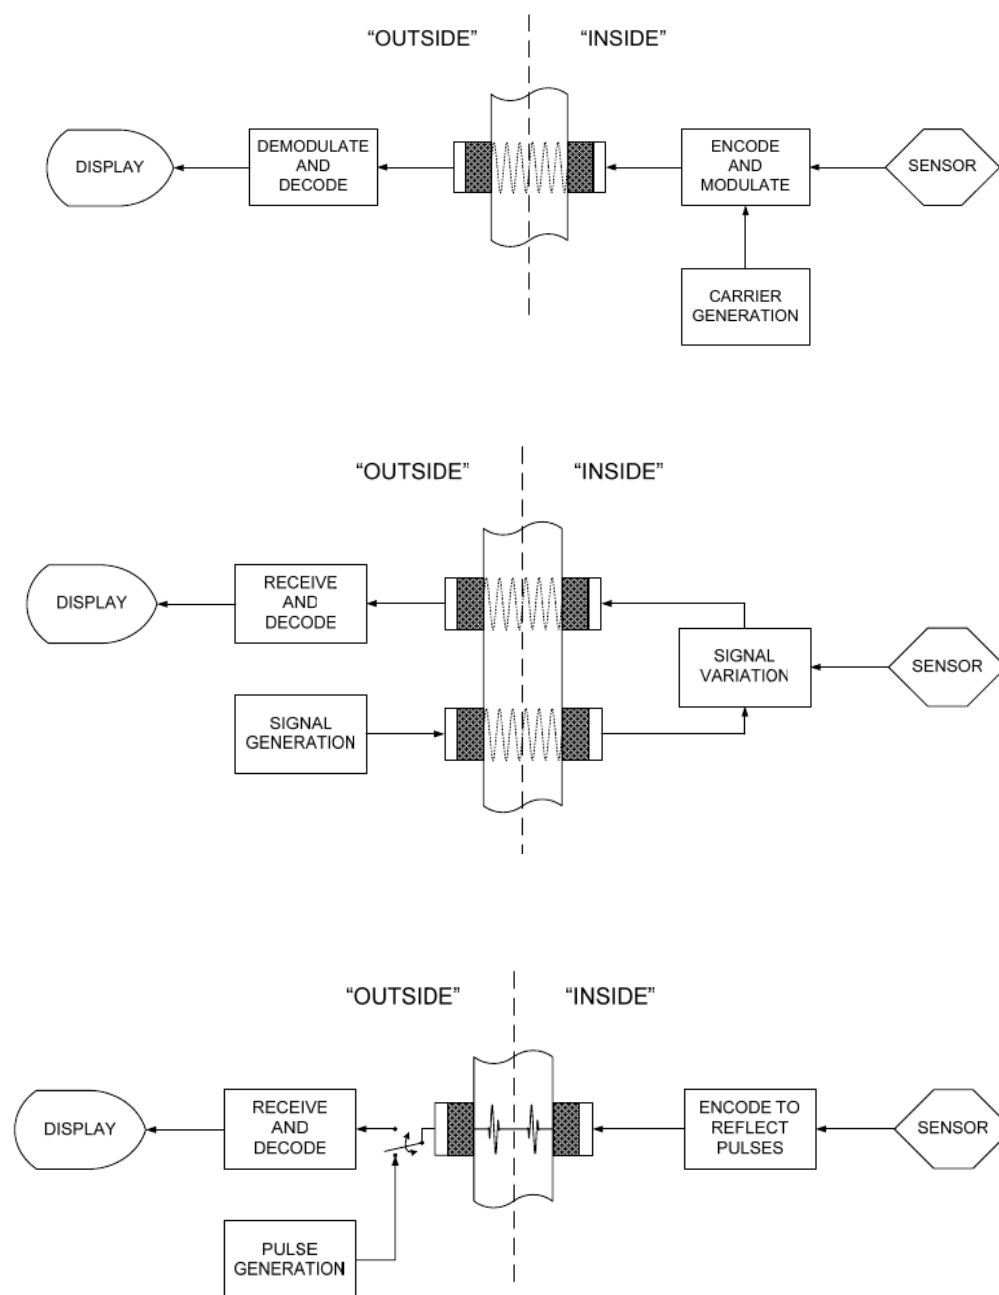 “OUTSIDE”
“INSIDE”
DISPLAY
DEMODULATE
AND
DECODE
ENCODE
AND
MODULATE
SENSOR
CARRIER
GENERATION
“OUTSIDE”
“INSIDE”
DISPLAY
RECEIVE
AND
DECODE
SIGNAL
VARIATION
SENSOR
SIGNAL
GENERATION
“OUTSIDE”
“INSIDE”
DISPLAY
RECEIVE
AND
DECODE
ENCODE TO
REFLECT
PULSES
SENSOR
PULSE
GENERATION